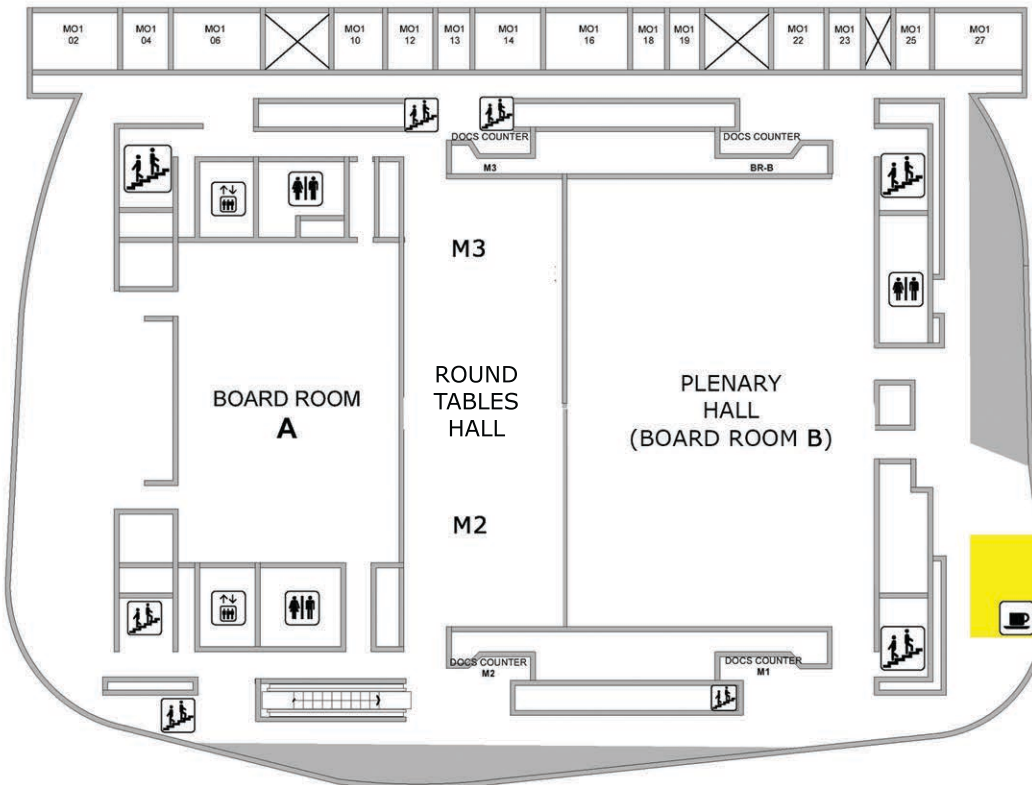 MO1
02
MO1
04
MO1
06
MO1
10
MO1
12
MO1
13
MO1
14
MO1
16
MO1
18
MO1
19
MO1
22
MO1
23
MO1
25
MO1
27
DOCS COUNTER
M3
DOCS COUNTER
BR-B
M3
BOARD ROOM
A
ROUND
TABLES
HALL
PLENARY
HALL
(BOARD ROOM B)
M2
DOCS COUNTER
M2
DOCS COUNTER
M1